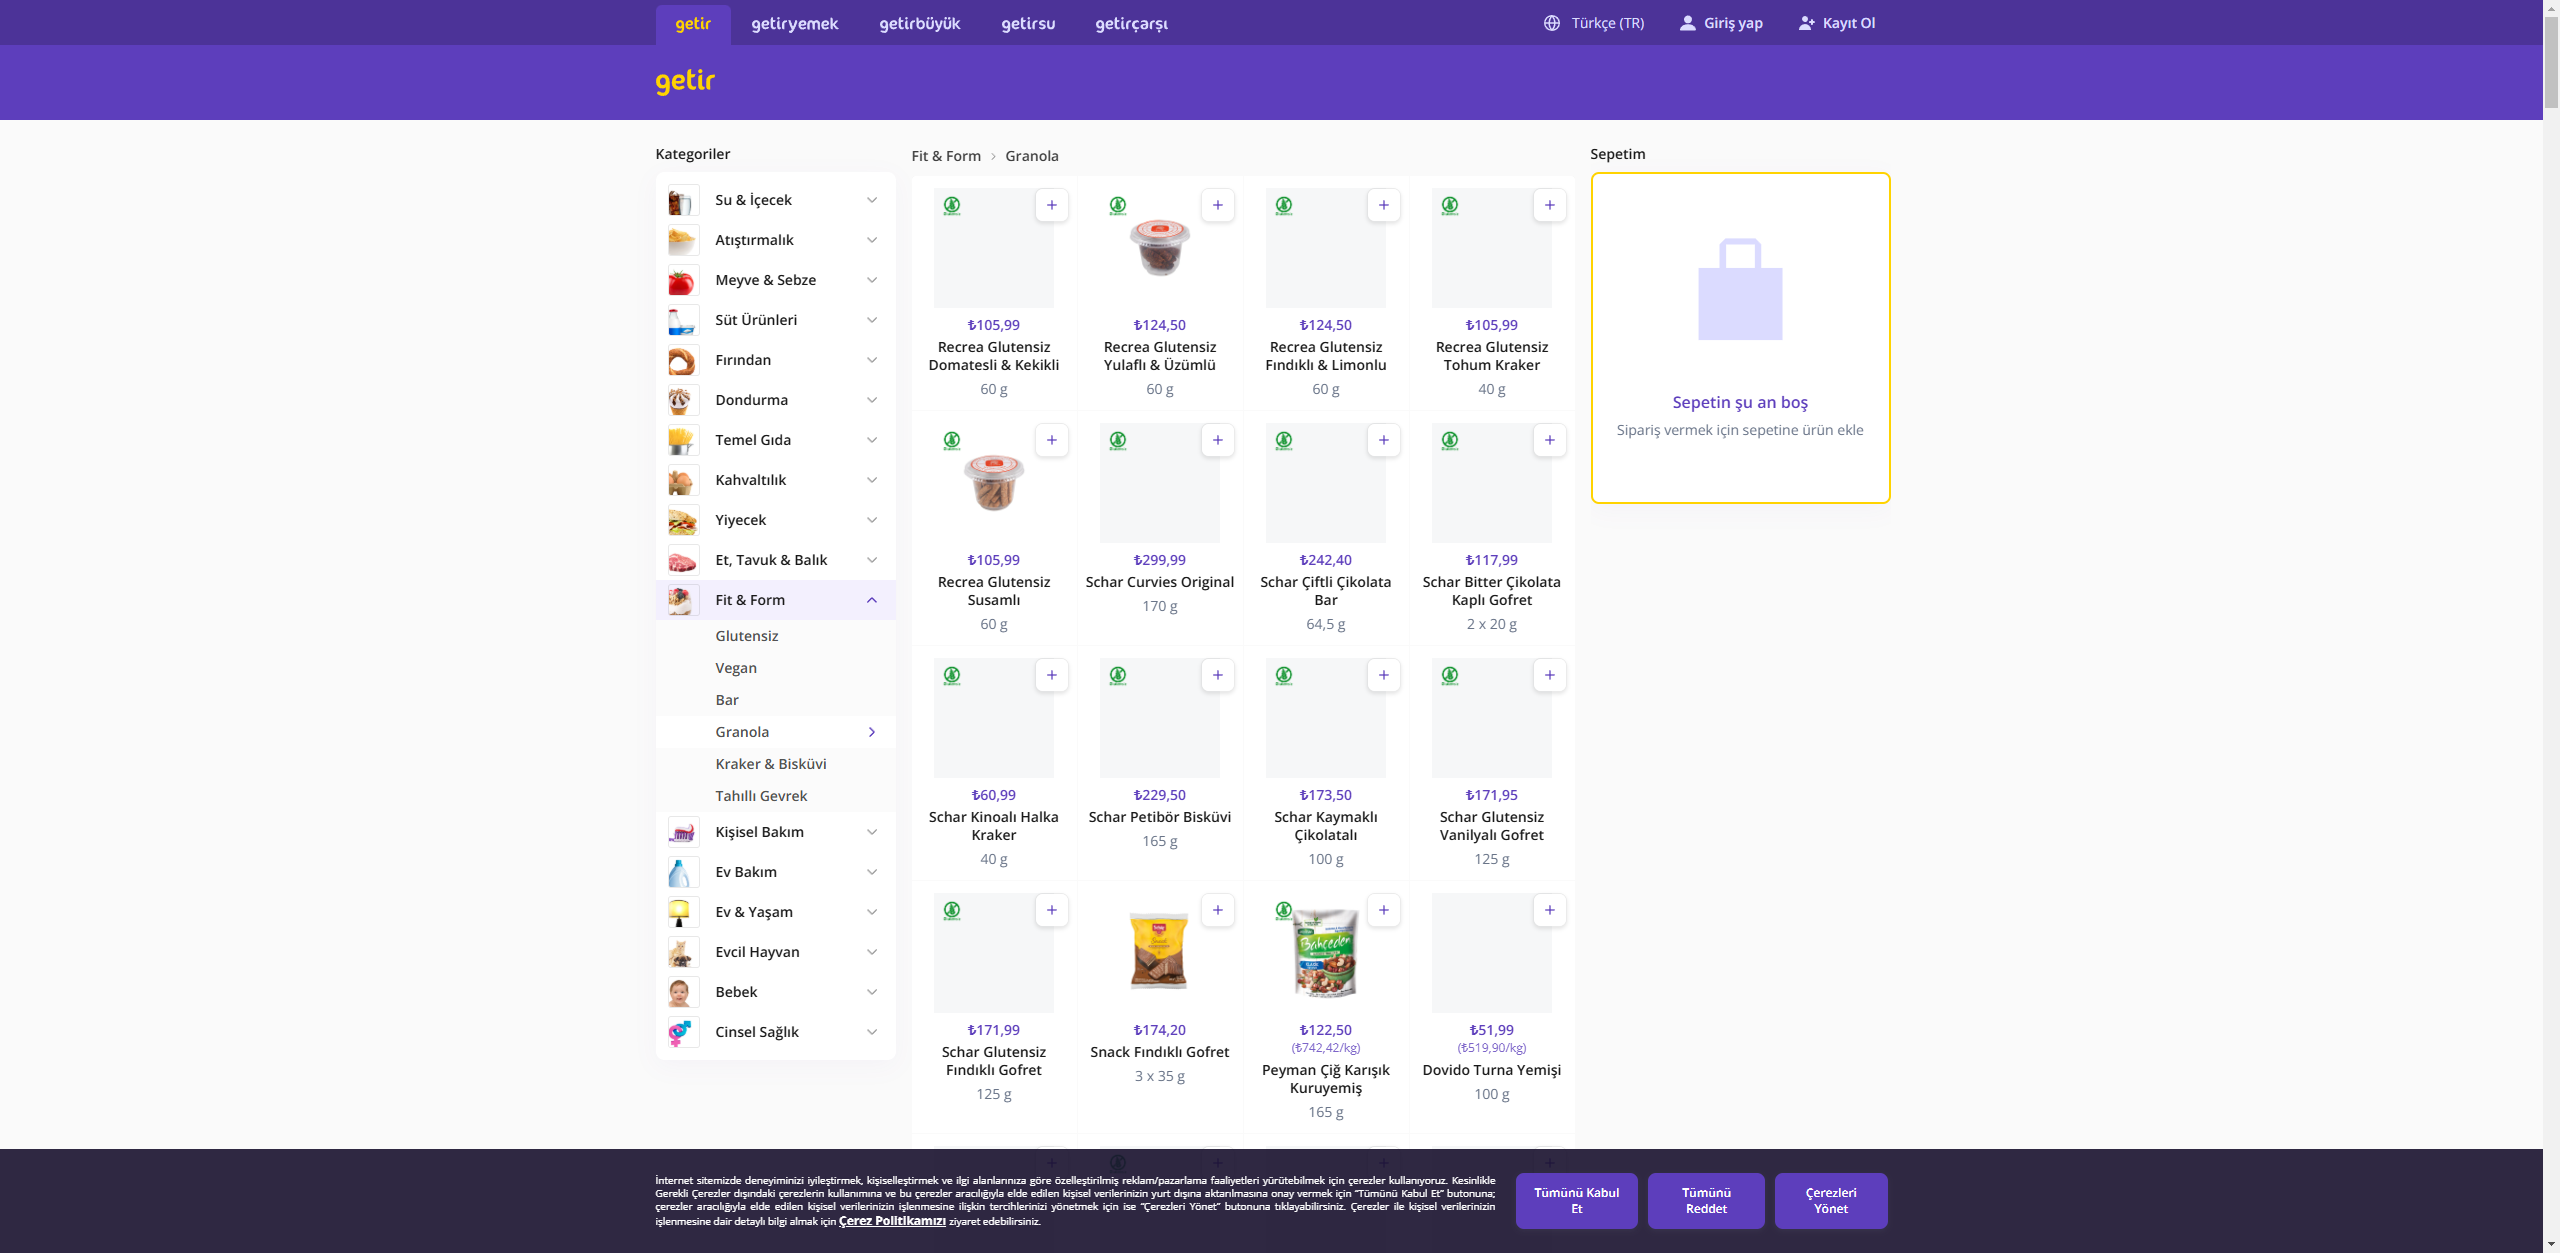 getir
getiryemek
getirbüyük
getirsu
getirçarşı
Türkçe (TR)
Giriş yap
Kayıt Ol
getir
Kategoriler
Su & İçecek
Atıştırmalık
Meyve & Sebze
Süt Ürünleri
Fırından
Dondurma
Temel Gıda
Kahvaltılık
Yiyecek
Et, Tavuk & Balık
Fit & Form
Glutensiz
Vegan
Bar
Granola
Kraker & Bisküvi
Tahıllı Gevrek
Kişisel Bakım
Ev Bakım
Ev & Yaşam
Evcil Hayvan
Bebek
Cinsel Sağlık
Fit & Form > Granola
₺105,99
Recrea Glutensiz
Domatesli & Kekikli
60 g
₺124,50
Recrea Glutensiz
Yulaflı & Üzümlü
60 g
₺124,50
Recrea Glutensiz
Fındıklı & Limonlu
60 g
₺105,99
Recrea Glutensiz
Tohum Kraker
40 g
₺105,99
Recrea Glutensiz
Susamlı
60 g
₺299,99
Schar Curvies Original
170 g
₺242,40
Schar Çiftli Çikolata
Bar
64,5 g
₺117,99
Schar Bitter Çikolata
Kaplı Gofret
2 x 20 g
₺60,99
Schar Kinoalı Halka
Kraker
40 g
₺229,50
Schar Petibör Bisküvi
165 g
₺173,50
Schar Kaymaklı
Çikolatalı
100 g
₺171,95
Schar Glutensiz
Vanilyalı Gofret
125 g
₺171,99
Schar Glutensiz
Fındıklı Gofret
125 g
₺174,20
Snack Fındıklı Gofret
3 x 35 g
Bahçeden
₺122,50
(₺742,42/kg)
Peyman Çiğ Karışık
Kuruyemiş
165 g
₺51,99
(₺519,90/kg)
Dovido Turna Yemişi
100 g
Sepetim
Sepetin şu an boş
Sipariş vermek için sepetine ürün ekle
İnternet sitemizde deneyiminizi iyileştirmek, kişiselleştirmek ve ilgi alanlarınıza göre özelleştirilmiş reklam/pazarlama faaliyetleri yürütebilmek için çerezler kullanıyoruz. Kesinlikle
Gerekli Çerezler dışındaki çerezlerin kullanımına ve bu çerezler aracılığıyla elde edilen kişisel verilerinizin yurt dışına aktarılmasına onay vermek için “Tümünü Kabul Et” butonuna;
çerezler aracılığıyla elde edilen kişisel verilerinizin işlenmesine ilişkin tercihlerinizi yönetmek için ise “Çerezleri Yönet” butonuna tıklayabilirsiniz. Çerezler ile kişisel verilerinizin
işlenmesine dair detaylı bilgi almak için Çerez Politikamızı ziyaret edebilirsiniz.
Tümünü Kabul
Et
Tümünü
Reddet
Çerezleri
Yönet